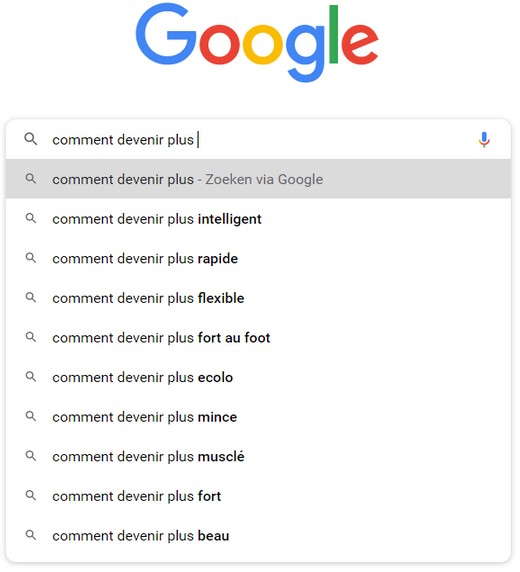 Google
comment devenir plus
comment devenir plus - Zoeken via Google
comment devenir plus intelligent
comment devenir plus rapide
comment devenir plus flexible
comment devenir plus fort au foot
comment devenir plus ecolo
comment devenir plus mince
comment devenir plus musclé
comment devenir plus fort
comment devenir plus beau